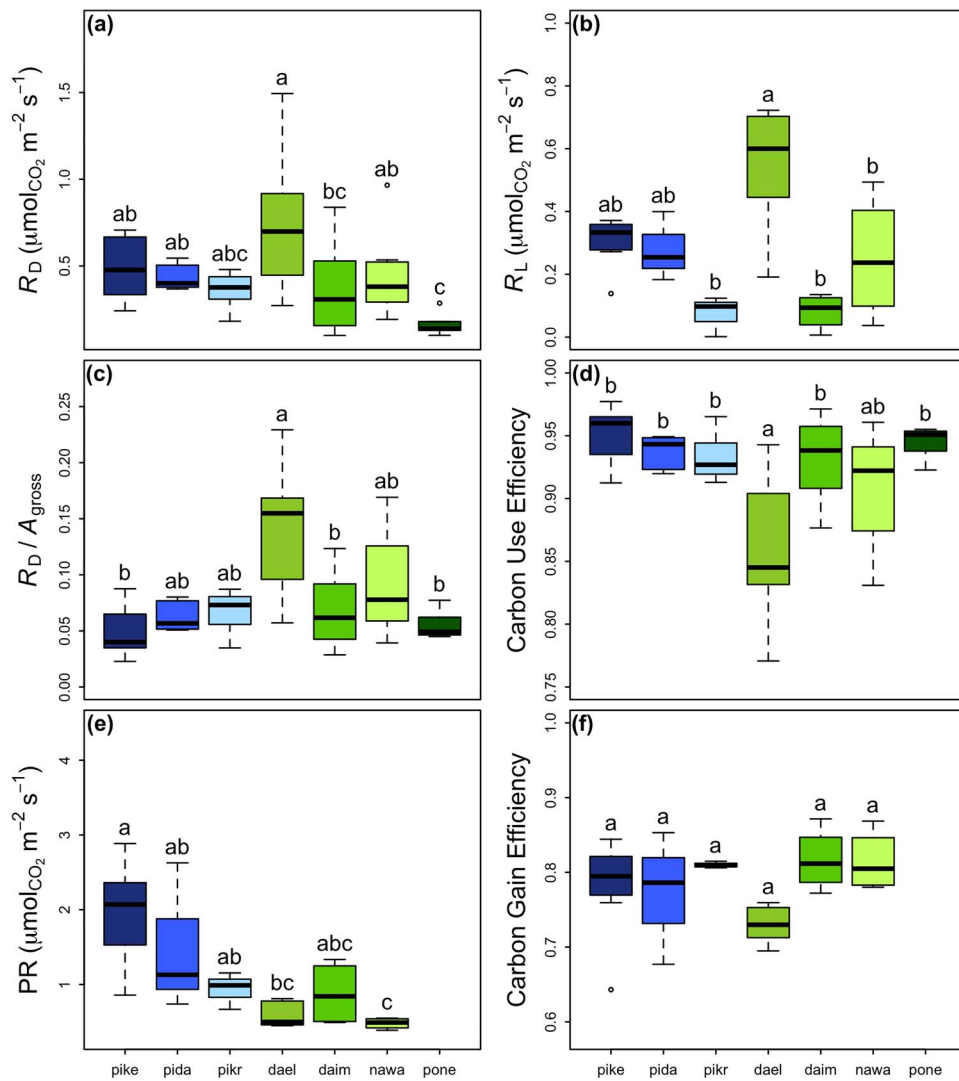 (a)
R_D (μmol_CO₂ m⁻² s⁻¹)
1.5
1.0
0.5
ab ab abc a bc ab c
(b)
R_L (μmol_CO₂ m⁻² s⁻¹)
1.0
0.8
0.6
0.4
0.2
0.0
ab ab b a b b
(c)
R_D / A_gross
0.25
0.20
0.15
0.10
0.05
0.00
b ab ab a b ab b
(d)
Carbon Use Efficiency
1.00
0.95
0.90
0.85
0.80
0.75
b b b a b ab b
(e)
PR (μmol_CO₂ m⁻² s⁻¹)
4
3
2
1
a ab ab bc abc c
pike pida pikr dael daim nawa pone
(f)
Carbon Gain Efficiency
1.0
0.9
0.8
0.7
0.6
a a a a a a
pike pida pikr dael daim nawa pone